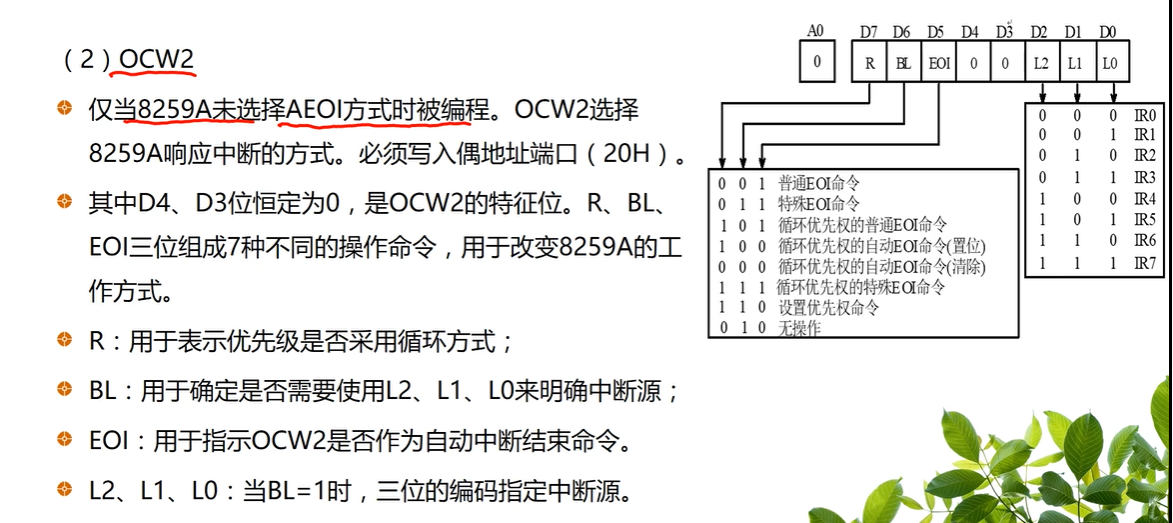 （2）OCW2
仅当8259A未选择AEOI方式时被编程。OCW2选择
8259A响应中断的方式。必须写入偶地址端口（20H）。
其中D4、D3位恒定为0，是OCW2的特征位。R、BL、
EOI三位组成7种不同的操作命令，用于改变8259A的工
作方式。
R：用于表示优先级是否采用循环方式；
BL：用于确定是否需要使用L2、L1、L0来明确中断源；
EOI：用于指示OCW2是否作为自动中断结束命令。
L2、L1、L0：当BL=1时，三位的编码指定中断源。
A0 D7 D6 D5 D4 D3 D2 D1 D0
0 R BL EOI 0 0 L2 L1 L0
0 0 1 普通EOI命令
0 1 1 特殊EOI命令
1 0 1 循环优先权的普通EOI命令
1 0 0 循环优先权的自动EOI命令(置位)
0 0 0 循环优先权的自动EOI命令(清除)
1 1 1 循环优先权的特殊EOI命令
1 1 0 设置优先权命令
0 1 0 无操作
0 0 0 IR0
0 0 1 IR1
0 1 0 IR2
0 1 1 IR3
1 0 0 IR4
1 0 1 IR5
1 1 0 IR6
1 1 1 IR7